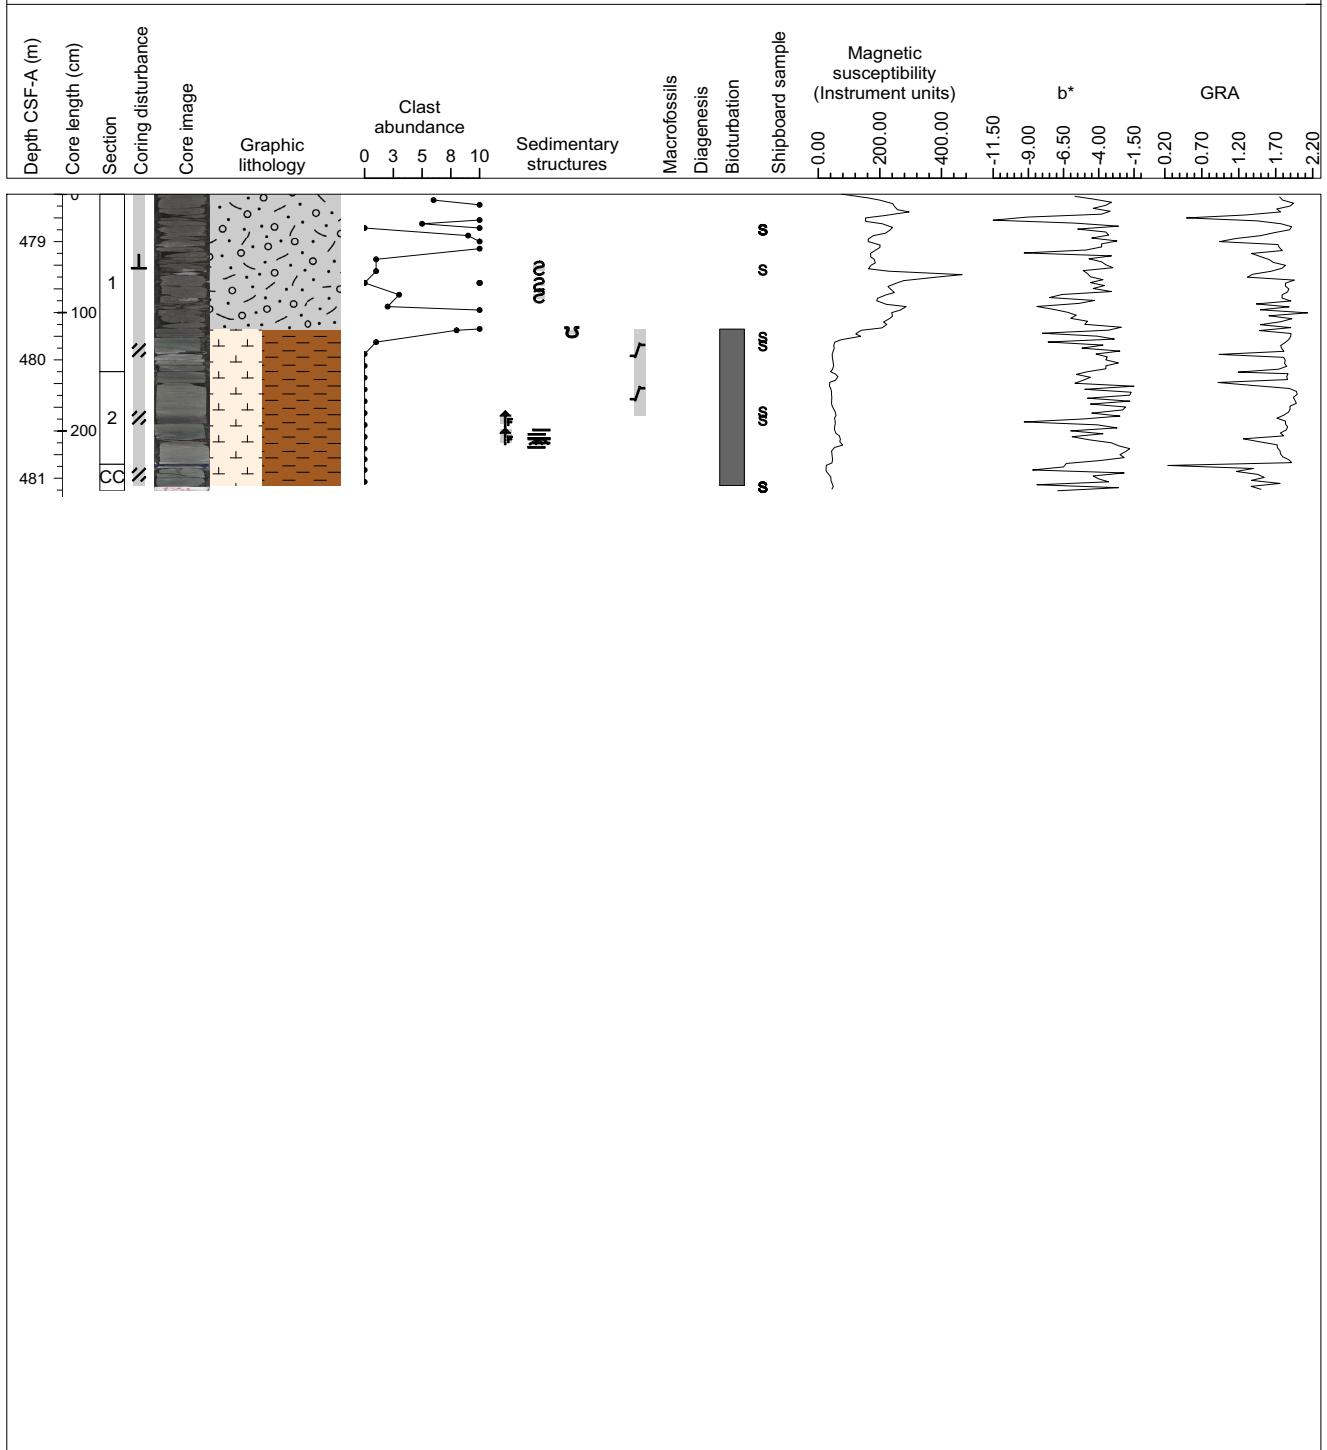 Depth CSF-A (m)
Core length (cm)
Section
Coring disturbance
Core image
Graphic
lithology
Clast
abundance
0 3 5 8 10
Sedimentary
structures
Macrofossils
Diagenesis
Bioturbation
Shipboard sample
Magnetic
susceptibility
(Instrument units)
0.00 200.00 400.00
b*
-11.50 -9.00 -6.50 -4.00 -1.50
GRA
0.20 0.70 1.20 1.70 2.20
0
479
1
100
480
2
200
481
CC
S
S
S
S
S
S
S